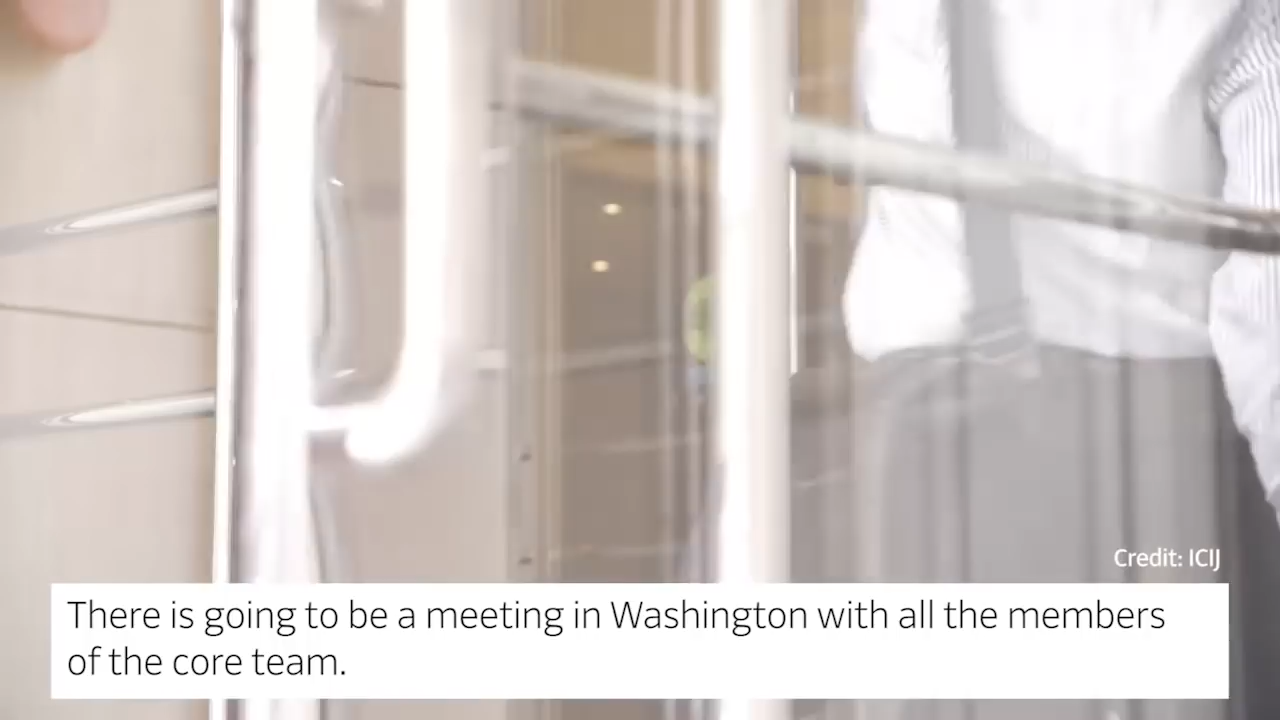 Credit: ICIJ
There is going to be a meeting in Washington with all the members
of the core team.